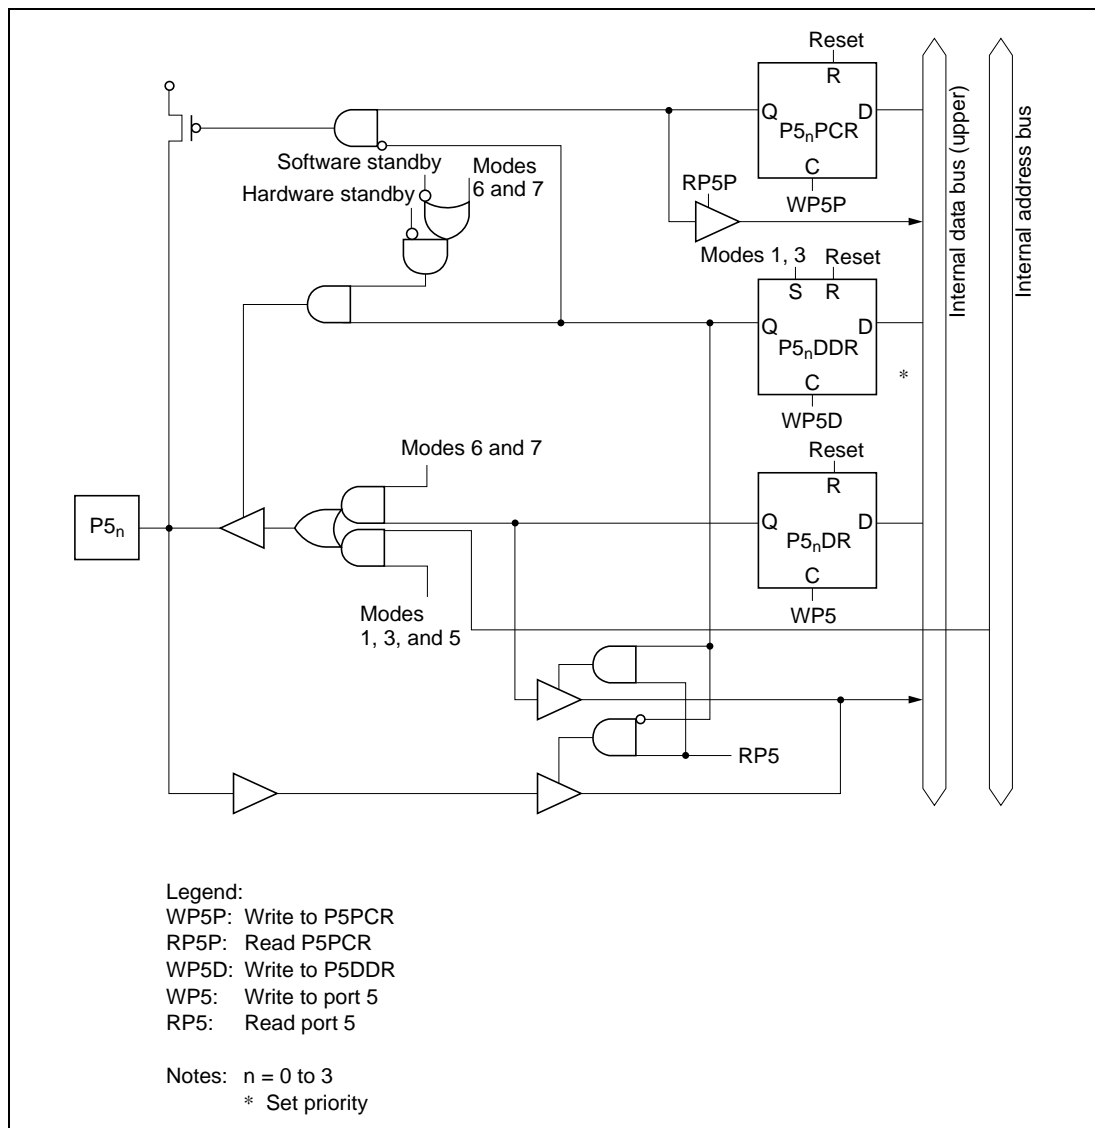 Reset
R
Q
D
P5nPCR
C
WP5P
Software standby
Hardware standby
Modes
6 and 7
RP5P
Modes 1, 3
Reset
S
R
Q
D
P5nDDR
C
WP5D
*
Internal data bus (upper)
Internal address bus
Modes 6 and 7
Reset
R
P5n
Q
D
P5nDR
C
WP5
Modes
1, 3, and 5
RP5
Legend:
WP5P: Write to P5PCR
RP5P: Read P5PCR
WP5D: Write to P5DDR
WP5: Write to port 5
RP5: Read port 5
Notes: n = 0 to 3
* Set priority